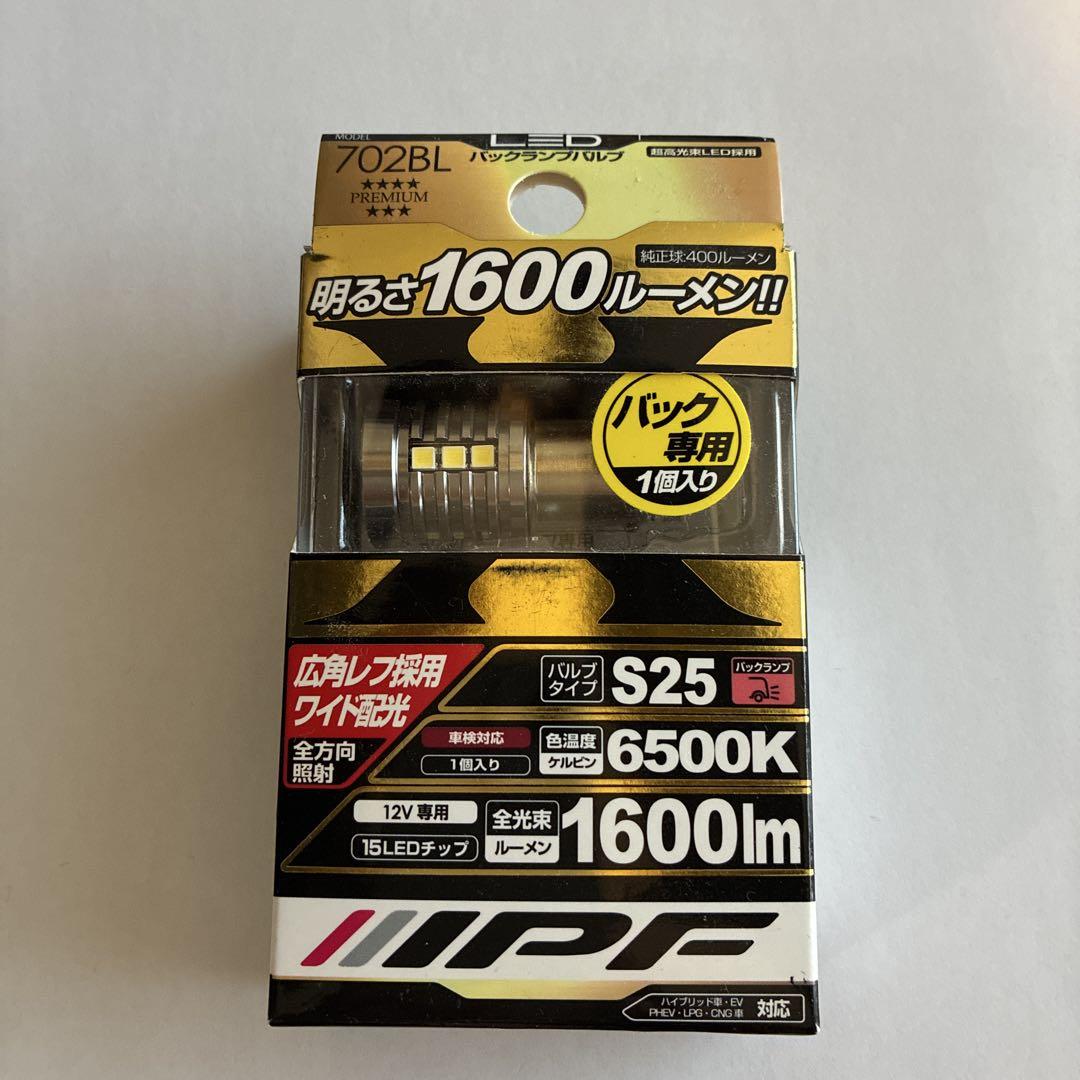 MODEL
702BL
★★★★
PREMIUM
★★★
LED
バックランプバルブ
超高光束LED採用
純正球:400ルーメン
明るさ1600ルーメン!!
バック
専用
1個入り
専用
広角レフ採用
ワイド配光
全方向
照射
バルブ
タイプ
S25
バックランプ
車検対応
1個入り
色温度
ケルビン
6500K
12V専用
15LEDチップ
全光束
ルーメン
1600lm
IPF
ハイブリッド車・EV
PHEV・LPG・CNG車
対応